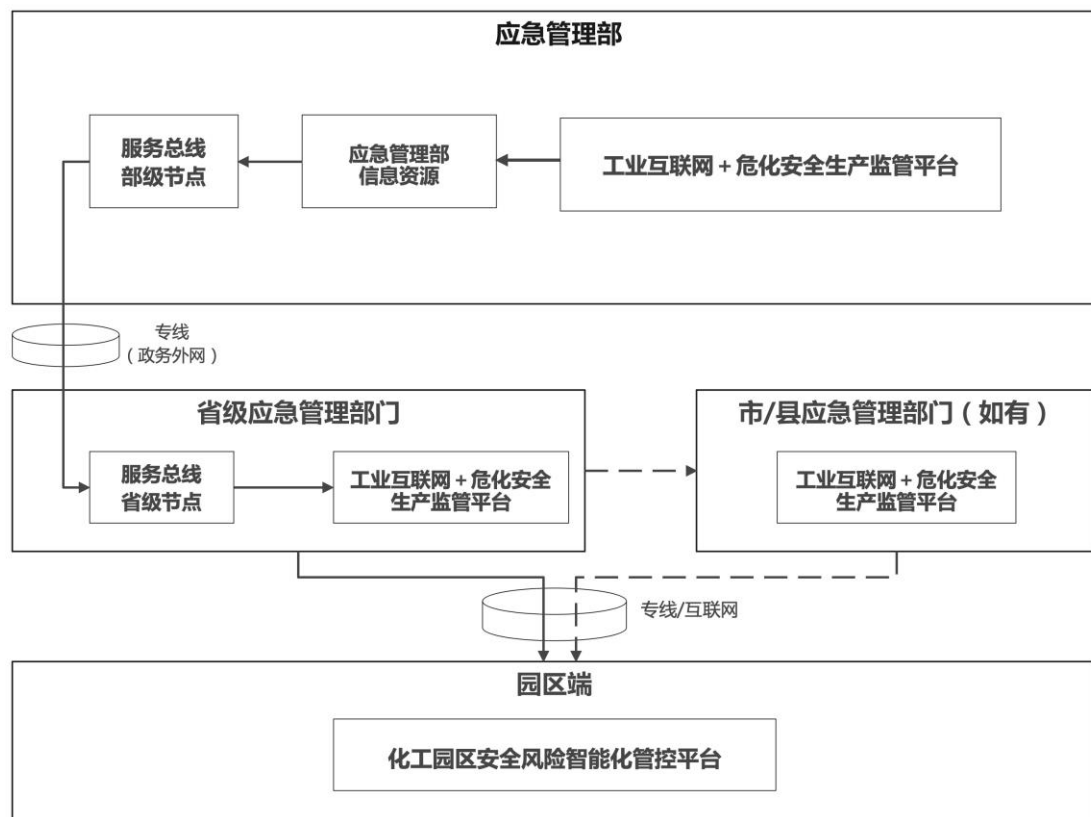 应急管理部
服务总线
部级节点
应急管理部
信息资源
工业互联网＋危化安全生产监管平台
专线
（政务外网）
省级应急管理部门
服务总线
省级节点
工业互联网＋危化安全
生产监管平台
市/县应急管理部门（如有）
工业互联网＋危化安全
生产监管平台
专线/互联网
园区端
化工园区安全风险智能化管控平台